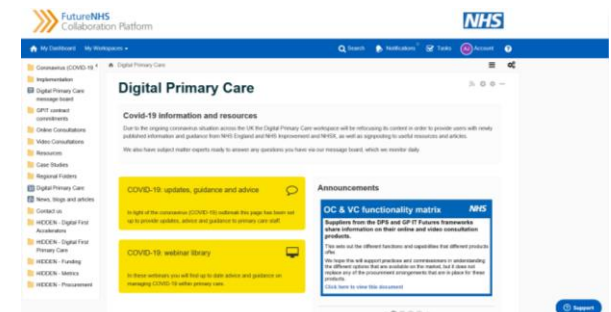 FutureNHS
Collaboration Platform
NHS
My Dashboard My Workspaces
Search Notifications Tasks AJ Account
Coronavirus (COVID-19
Implementation
Digital Primary Care
message board
GPIT contract
commitments
Online Consultations
Video Consultations
Resources
Case Studies
Regional Folders
Digital Primary Care
News, blogs and articles
Contact us
HIDDEN - Digital First
Accelerators
HIDDEN - Digital First
Primary Care
HIDDEN - Funding
HIDDEN - Metrics
HIDDEN - Procurement
Digital Primary Care
Digital Primary Care
Covid-19 information and resources
Due to the ongoing coronavirus situation across the UK the Digital Primary Care workspace will be refocusing its content in order to provide users with newly
published information and guidance from NHS England and NHS Improvement and NHSX, as well as signposting to useful resources and articles.
We also have subject matter experts ready to answer any questions you have via our message board, which we monitor daily.
COVID-19: updates, guidance and advice
In light of the coronavirus (COVID-19) outbreak this page has been set
up to provide updates, advice and guidance to primary care staff.
COVID-19: webinar library
In these webinars you will find up to date advice and guidance on
managing COVID-19 within primary care.
Announcements
OC & VC functionality matrix NHS
Suppliers from the DFS and GP IT Futures frameworks
share information on their online and video consultation
products.
This sets out the different functions and capabilities that different products
offer.
We hope this will support practices and commissioners in understanding
the different options that are available on the market, but it does not
replace any of the procurement arrangements that are in place for these
products.
Click here to view this document
Support